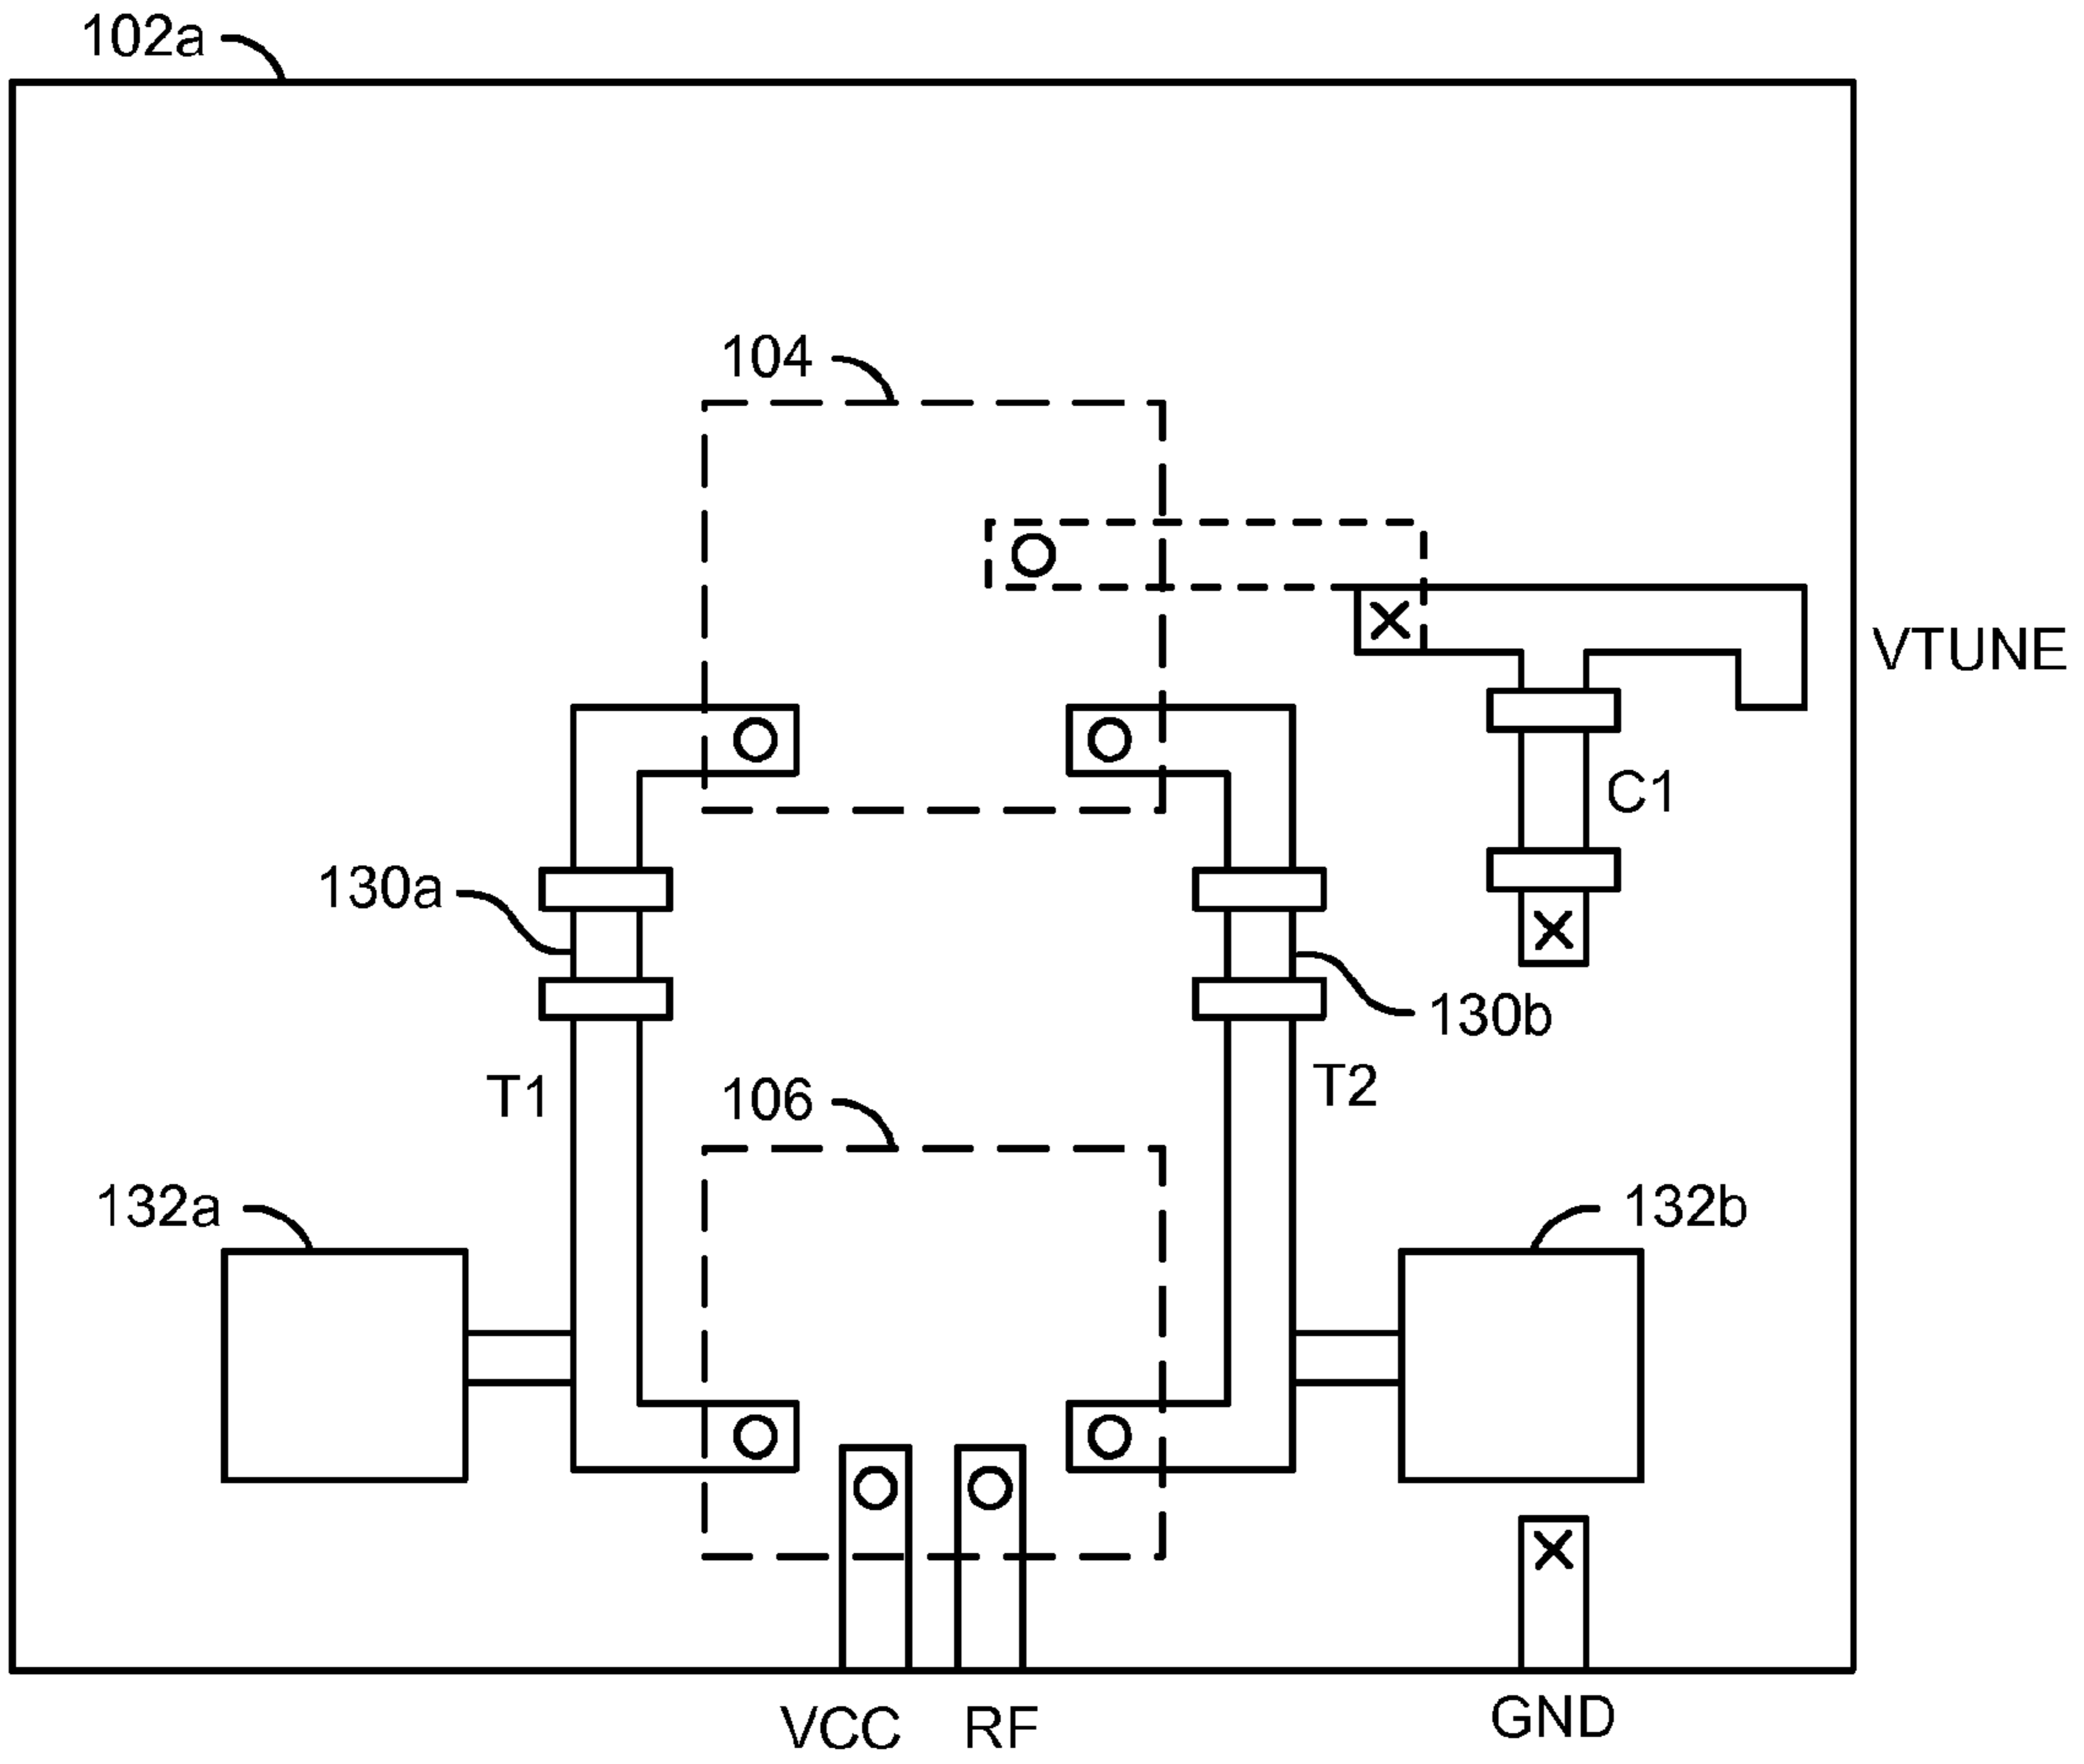 102a
104
VTUNE
C1
130a
130b
T1
106
T2
132a
132b
VCC
RF
GND